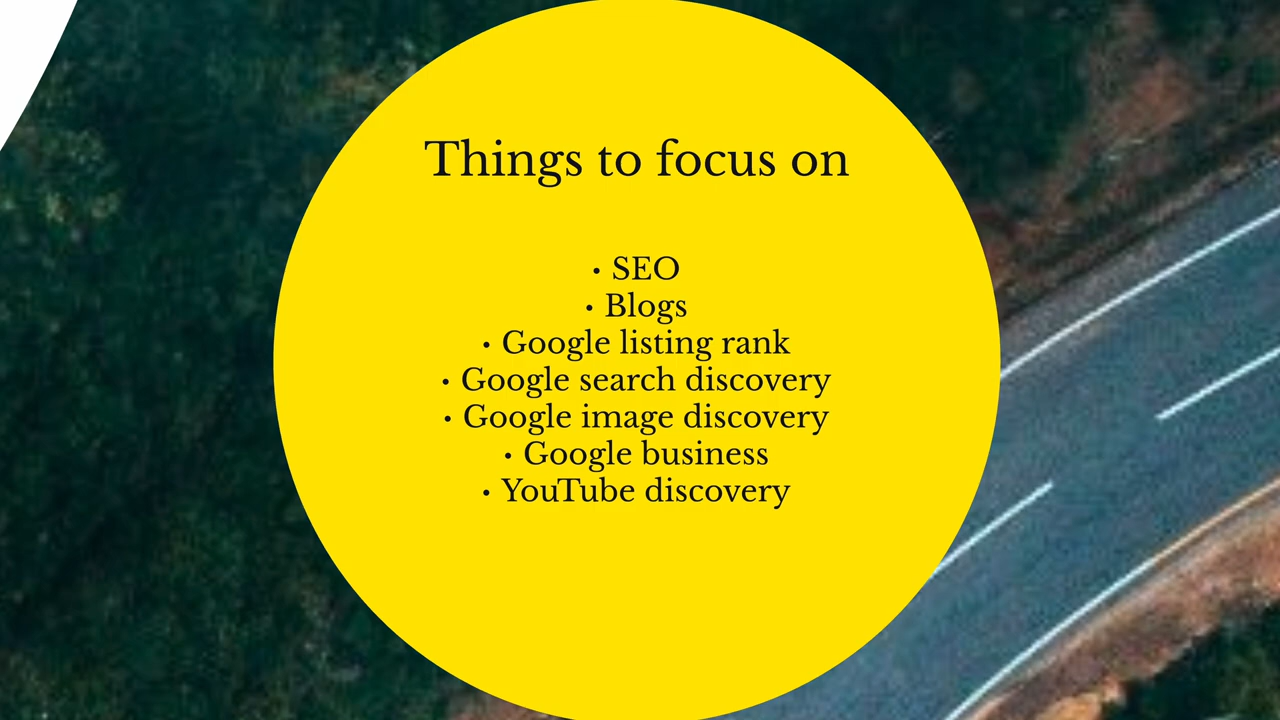 Things to focus on
• SEO
• Blogs
• Google listing rank
• Google search discovery
• Google image discovery
• Google business
• YouTube discovery